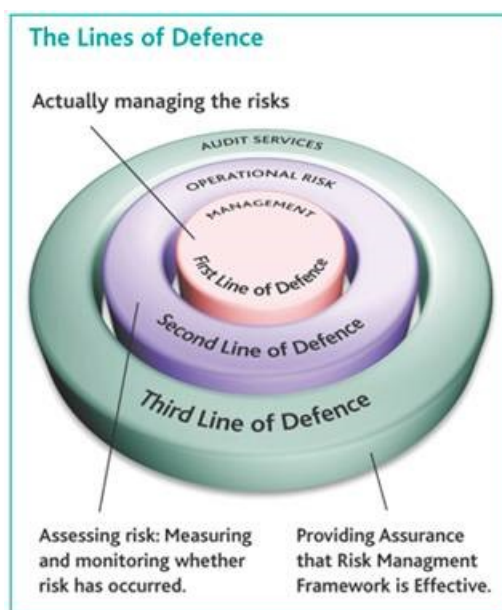 The Lines of Defence
Actually managing the risks
AUDIT SERVICES
OPERATIONAL RISK
MANAGEMENT
First Line of Defence
Second Line of Defence
Third Line of Defence
Assessing risk: Measuring
and monitoring whether
risk has occurred.
Providing Assurance
that Risk Managment
Framework is Effective.